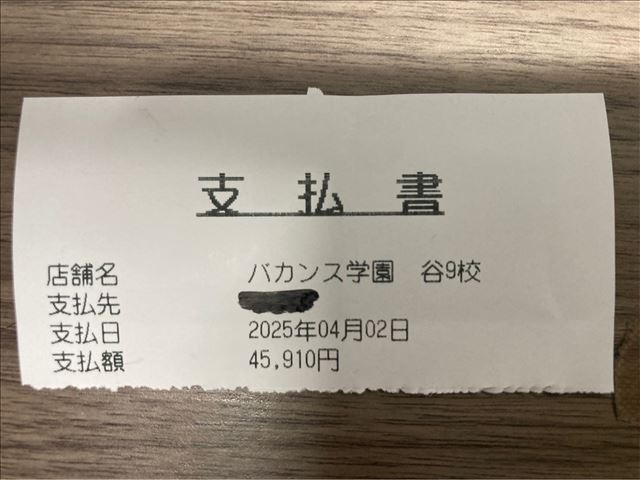 支払書
店舗名 バカンス学園 谷9校
支払先
支払日 2025年04月02日
支払額 45,910円